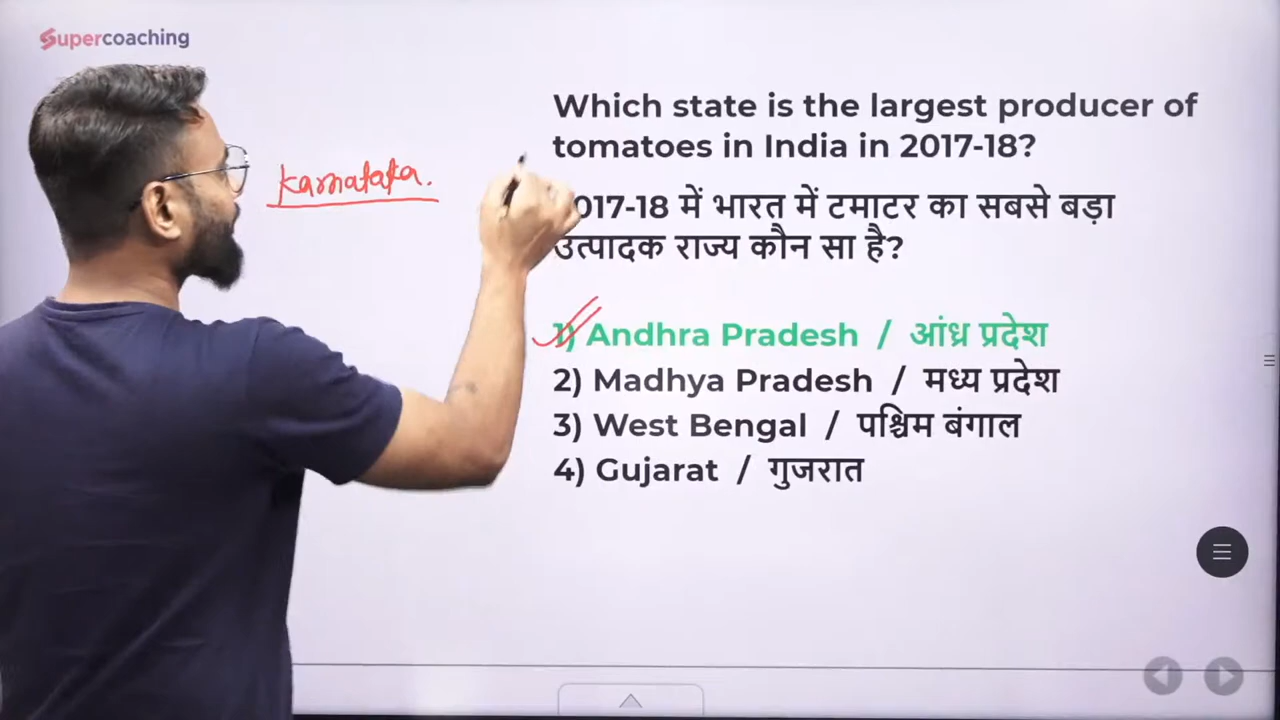 Supercoaching
Karnataka.
Which state is the largest producer of
tomatoes in India in 2017-18?
017-18 में भारत में टमाटर का सबसे बड़ा
उत्पादक राज्य कौन सा है?
1) Andhra Pradesh / आंध्र प्रदेश
2) Madhya Pradesh / मध्य प्रदेश
3) West Bengal / पश्चिम बंगाल
4) Gujarat / गुजरात